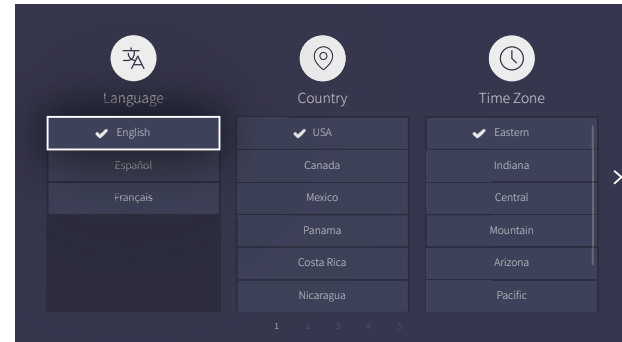 Language
English
Español
Français
Country
USA
Canada
Mexico
Panama
Costa Rica
Nicaragua
Time Zone
Eastern
Indiana
Central
Mountain
Arizona
Pacific
1 2 3 4 5